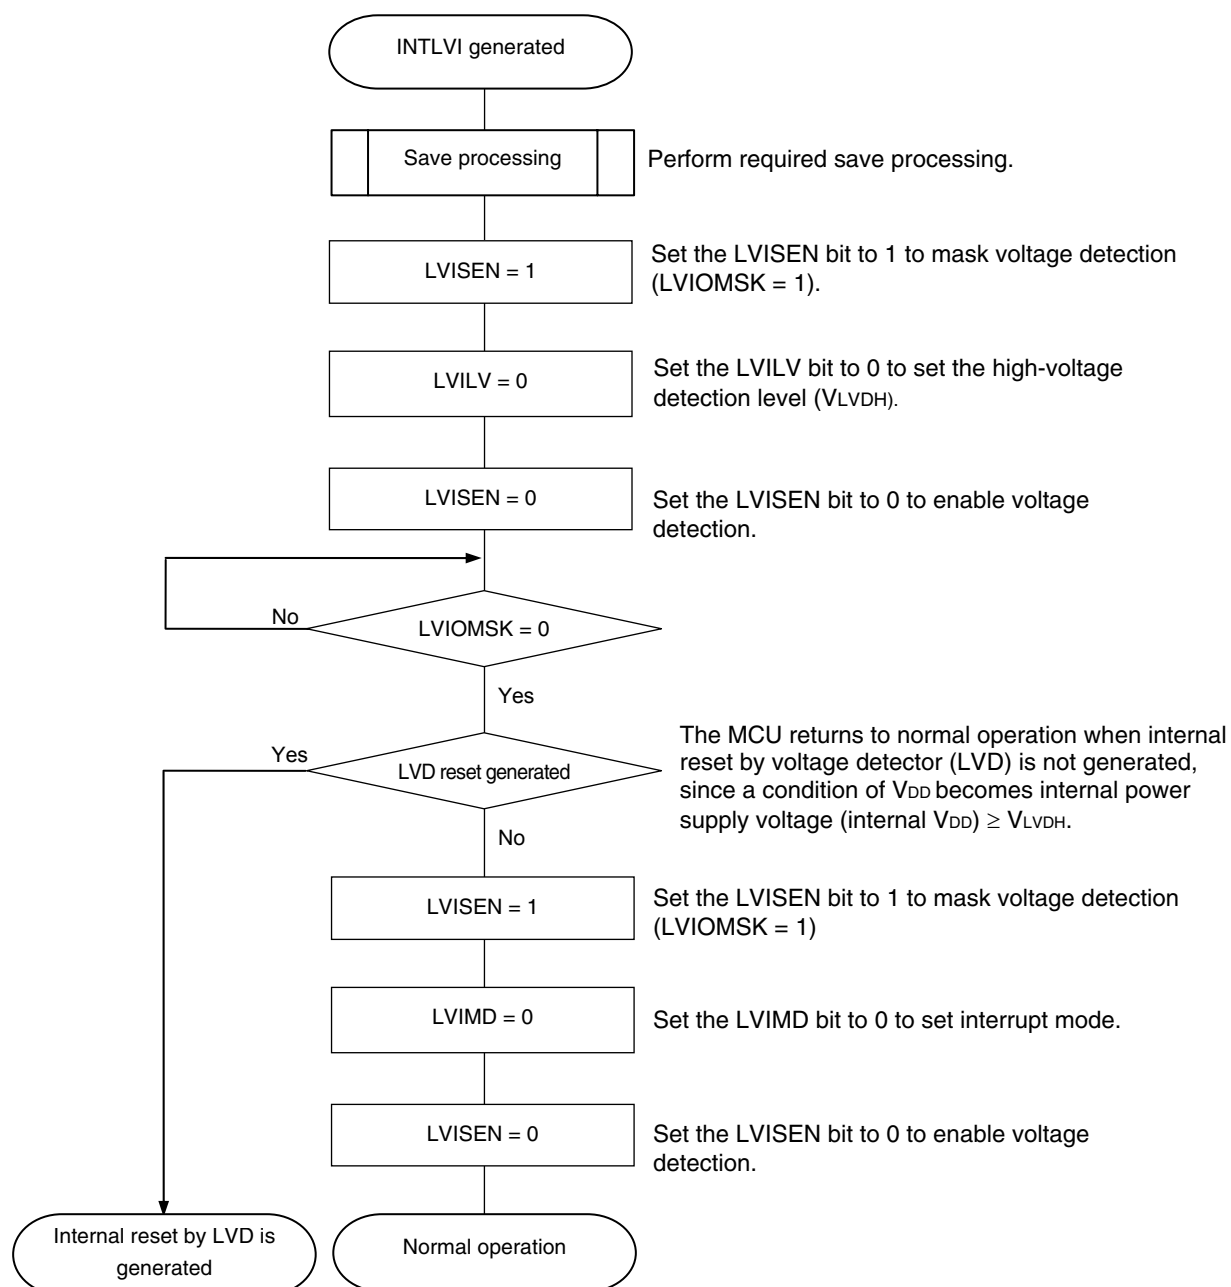 INTLVI generated
Save processing
Perform required save processing.
LVISEN = 1
Set the LVISEN bit to 1 to mask voltage detection
(LVIOMSK = 1).
LVILV = 0
Set the LVILV bit to 0 to set the high-voltage
detection level (VLVDH).
LVISEN = 0
Set the LVISEN bit to 0 to enable voltage
detection.
No
LVIOMSK = 0
Yes
Yes
LVD reset generated
The MCU returns to normal operation when internal
reset by voltage detector (LVD) is not generated,
since a condition of VDD becomes internal power
supply voltage (internal VDD) ≥ VLVDH.
No
LVISEN = 1
Set the LVISEN bit to 1 to mask voltage detection
(LVIOMSK = 1)
LVIMD = 0
Set the LVIMD bit to 0 to set interrupt mode.
LVISEN = 0
Set the LVISEN bit to 0 to enable voltage
detection.
Internal reset by LVD is
generated
Normal operation